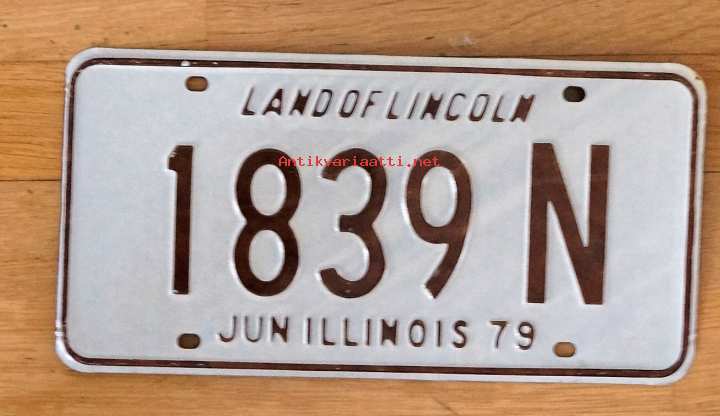 LAND OF LINCOLN
Antikvariaatti.net
1839 N
JUN ILLINOIS 79